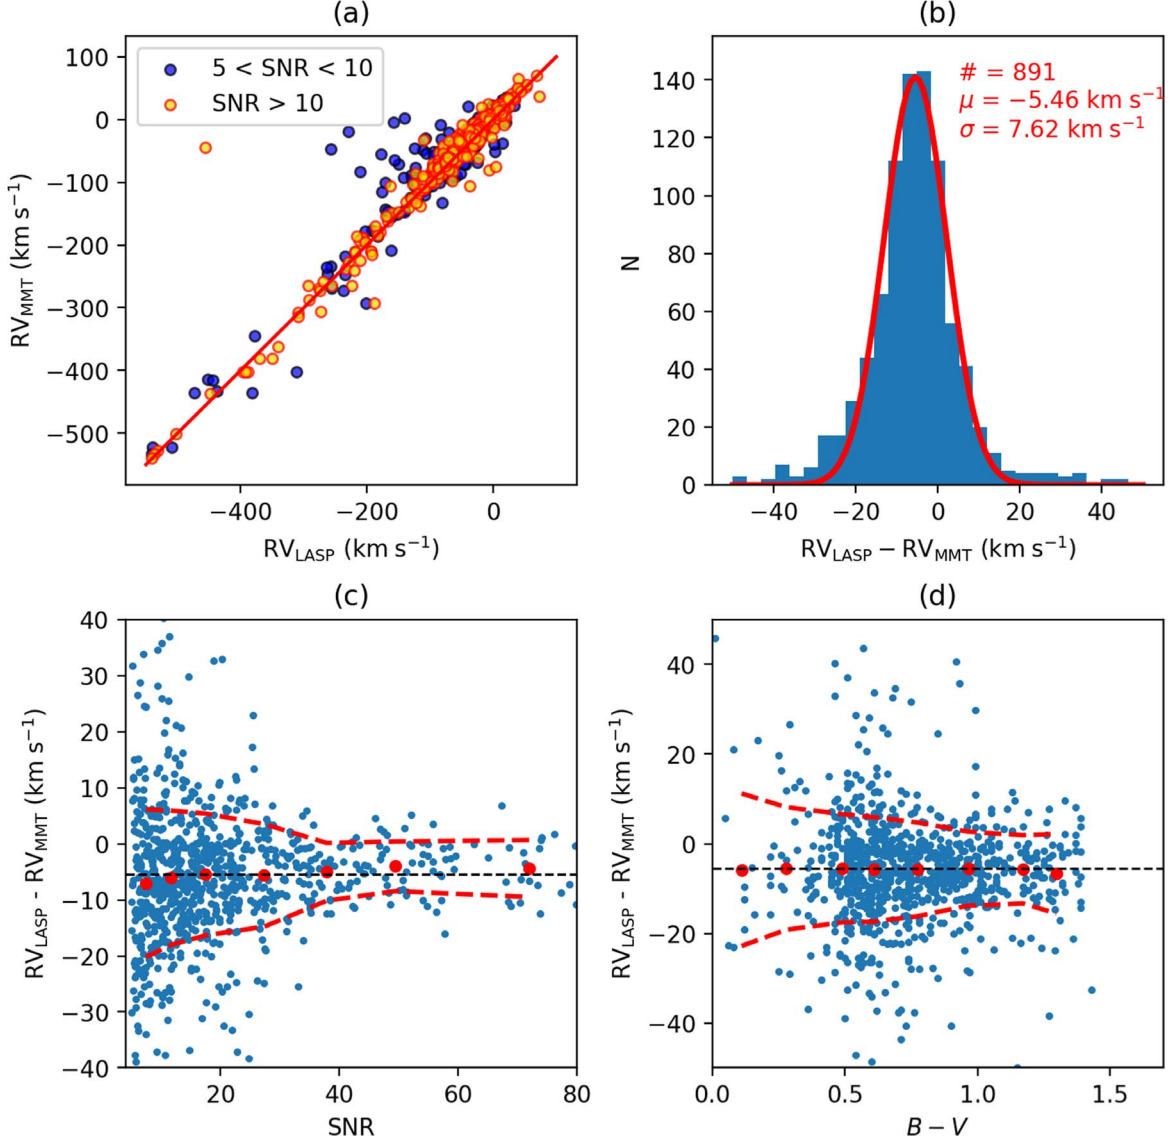 (a)
100
0
−100
−200
−300
−400
−500
−400
−200
0
RV_MMT (km s⁻¹)
RV_LASP (km s⁻¹)
5 < SNR < 10
SNR > 10
(b)
140
120
100
80
60
40
20
0
−40
−20
0
20
40
N
RV_LASP − RV_MMT (km s⁻¹)
# = 891
μ = −5.46 km s⁻¹
σ = 7.62 km s⁻¹
(c)
40
30
20
10
0
−10
−20
−30
−40
20
40
60
80
RV_LASP - RV_MMT (km s⁻¹)
SNR
(d)
40
20
0
−20
−40
0.0
0.5
1.0
1.5
RV_LASP - RV_MMT (km s⁻¹)
B − V